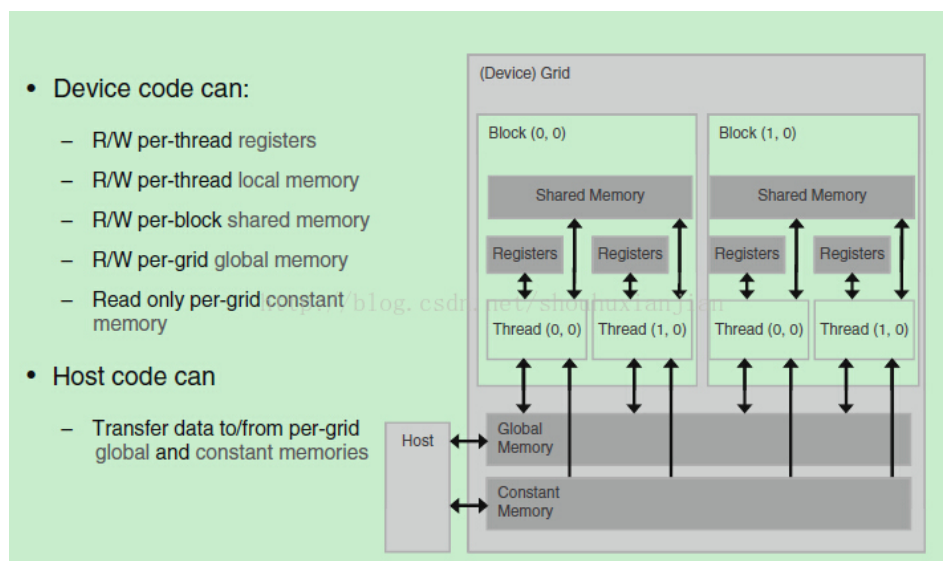 • Device code can:
– R/W per-thread registers
– R/W per-thread local memory
– R/W per-block shared memory
– R/W per-grid global memory
– Read only per-grid constant
memory
• Host code can
– Transfer data to/from per-grid
global and constant memories
(Device) Grid
Block (0, 0)
Shared Memory
Registers
Registers
Thread (0, 0)
Thread (1, 0)
Block (1, 0)
Shared Memory
Registers
Registers
Thread (0, 0)
Thread (1, 0)
Host
Global
Memory
Constant
Memory